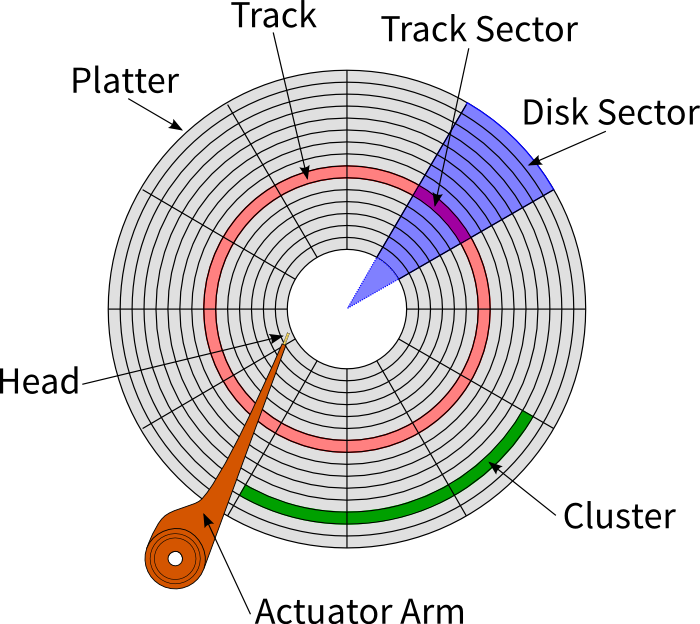 Track
Track Sector
Platter
Disk Sector
Head
Cluster
Actuator Arm